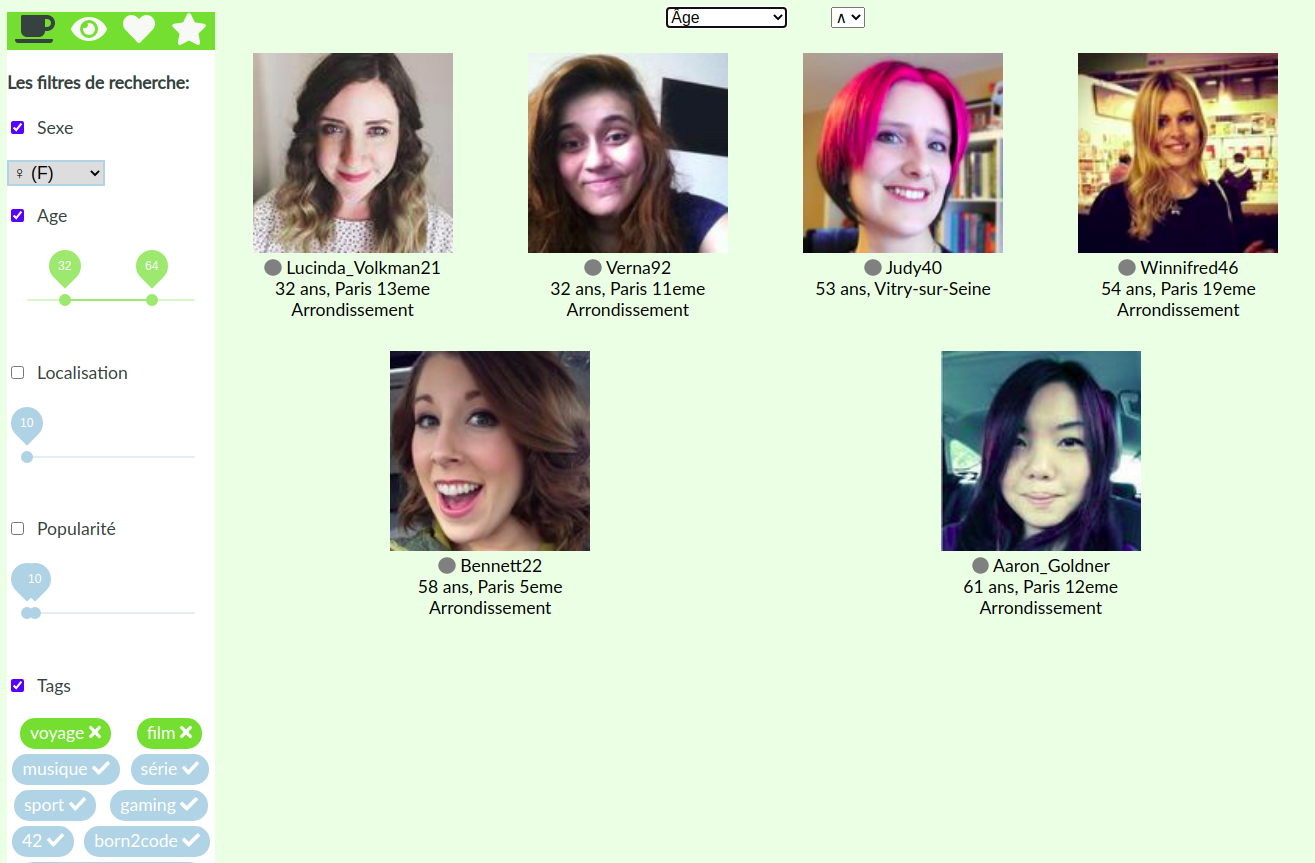 Âge
∧
Les filtres de recherche:
Sexe
♀ (F)
Age
32
64
Localisation
10
Popularité
10
Tags
voyage
film
musique
série
sport
gaming
42
born2code
Lucinda_Volkman21
32 ans, Paris 13eme
Arrondissement
Verna92
32 ans, Paris 11eme
Arrondissement
Judy40
53 ans, Vitry-sur-Seine
Winnifred46
54 ans, Paris 19eme
Arrondissement
Bennett22
58 ans, Paris 5eme
Arrondissement
Aaron_Goldner
61 ans, Paris 12eme
Arrondissement